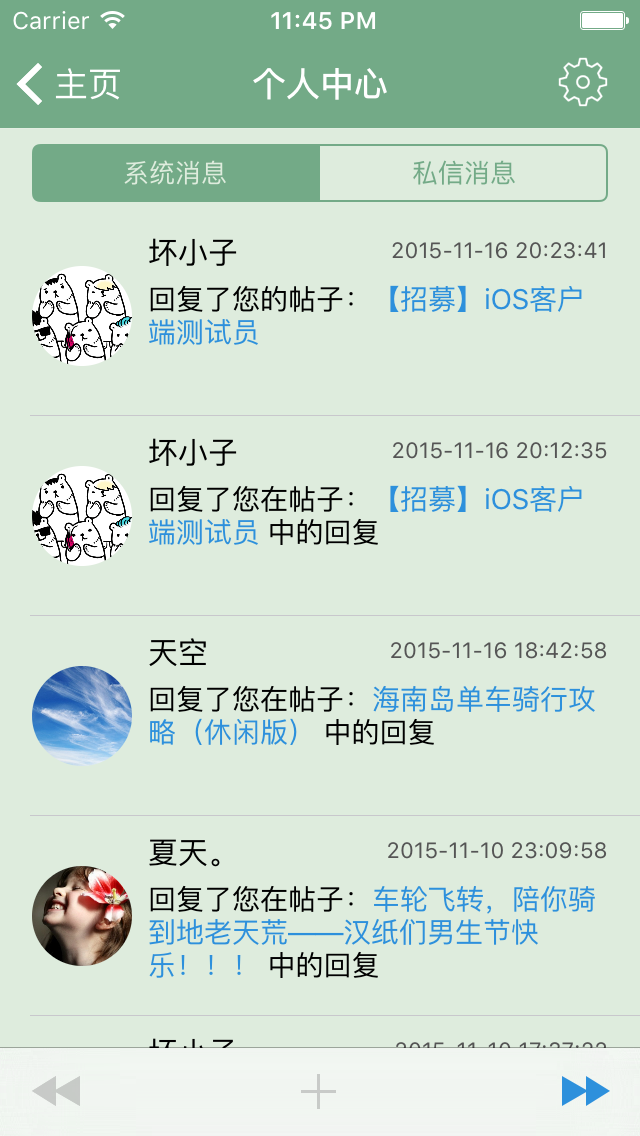 Carrier 11:45 PM
主页 个人中心
系统消息 私信消息
坏小子 2015-11-16 20:23:41
回复了您的帖子：【招募】iOS客户
端测试员
坏小子 2015-11-16 20:12:35
回复了您在帖子：【招募】iOS客户
端测试员 中的回复
天空 2015-11-16 18:42:58
回复了您在帖子：海南岛单车骑行攻
略（休闲版） 中的回复
夏天。 2015-11-10 23:09:58
回复了您在帖子：车轮飞转，陪你骑
到地老天荒——汉纸们男生节快
乐！！！ 中的回复
坏小子